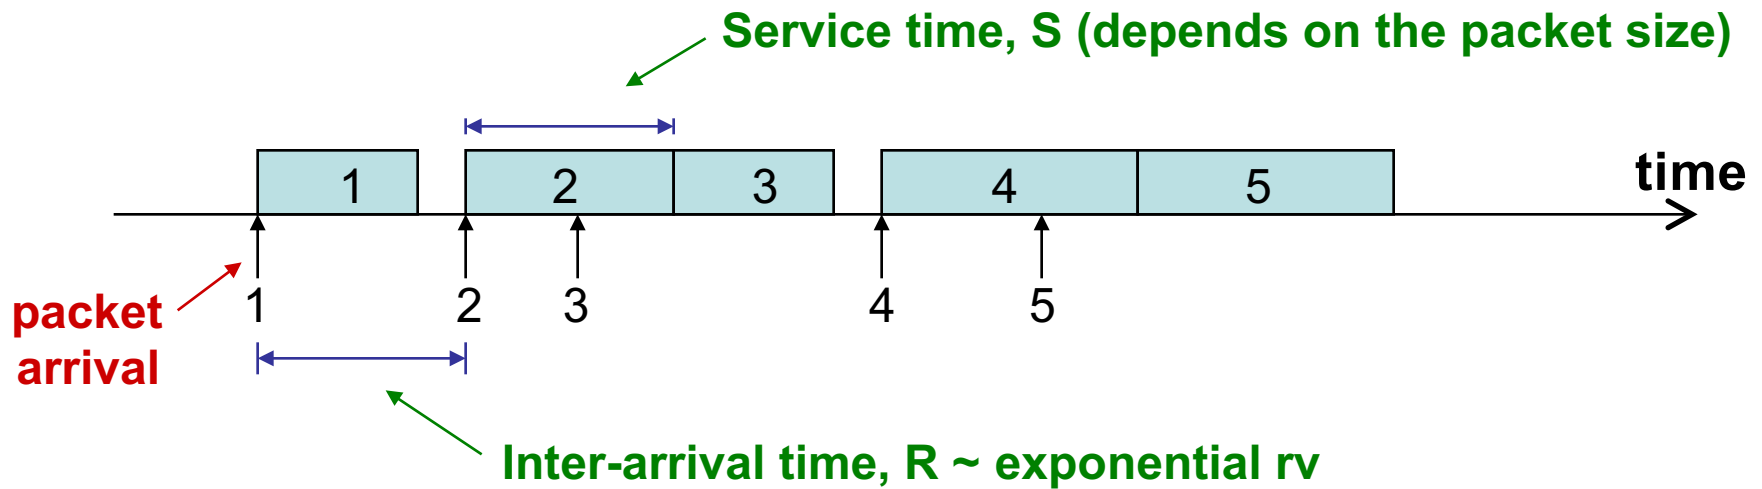 Service time, S (depends on the packet size)
1 2 3 4 5
time
1 2 3 4 5
packet
arrival
Inter-arrival time, R ~ exponential rv